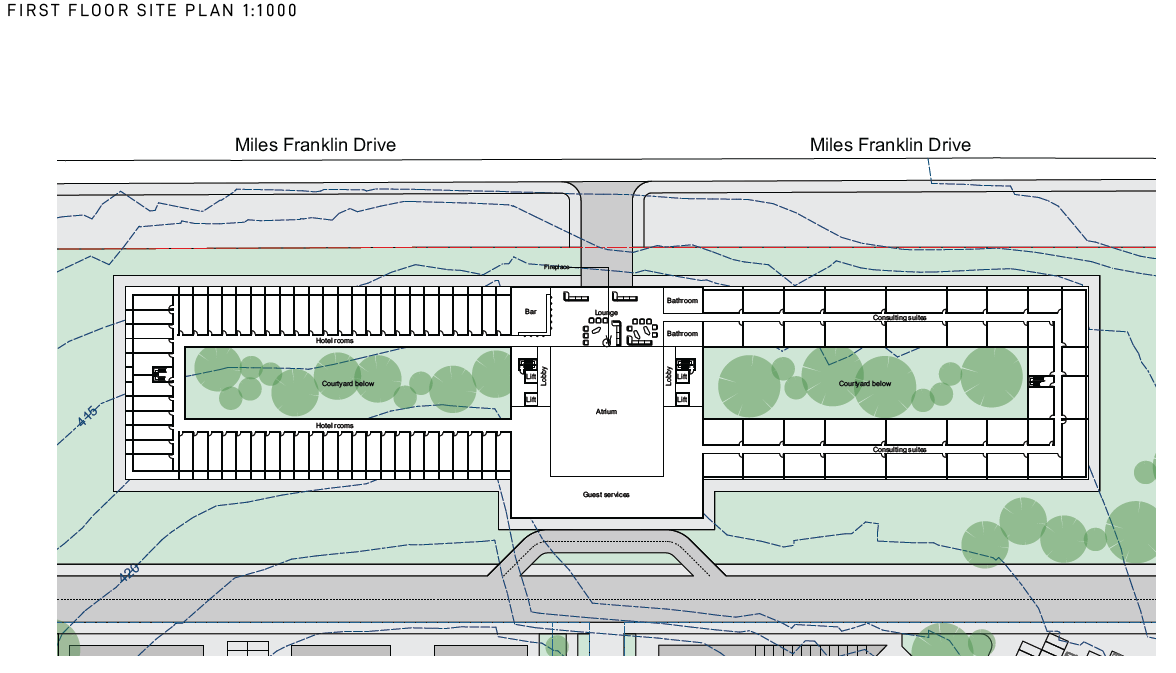 FIRST FLOOR SITE PLAN 1:1000
Miles Franklin Drive
Miles Franklin Drive
Fireplace
Bathroom
Bar
Lounge
Consulting suites
Bathroom
Hotel rooms
Lift
Lobby
Lobby
Lift
Courtyard below
Courtyard below
Lift
Lift
415
Atrium
Hotel rooms
Consulting suites
Guest services
420